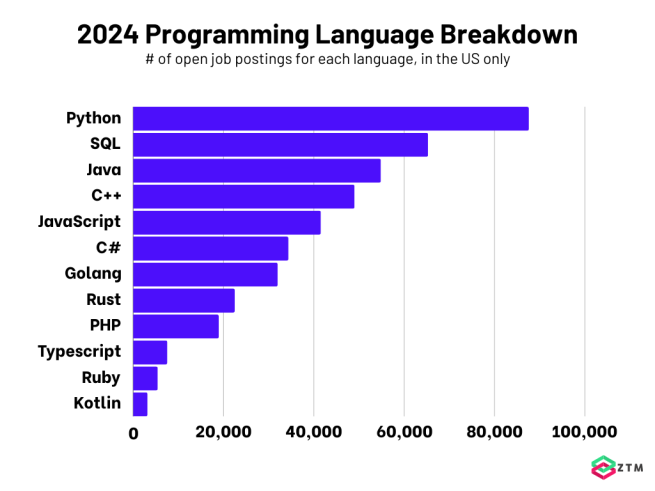 2024 Programming Language Breakdown
# of open job postings for each language, in the US only
Python
SQL
Java
C++
JavaScript
C#
Golang
Rust
PHP
Typescript
Ruby
Kotlin
0 20,000 40,000 60,000 80,000 100,000
ZTM